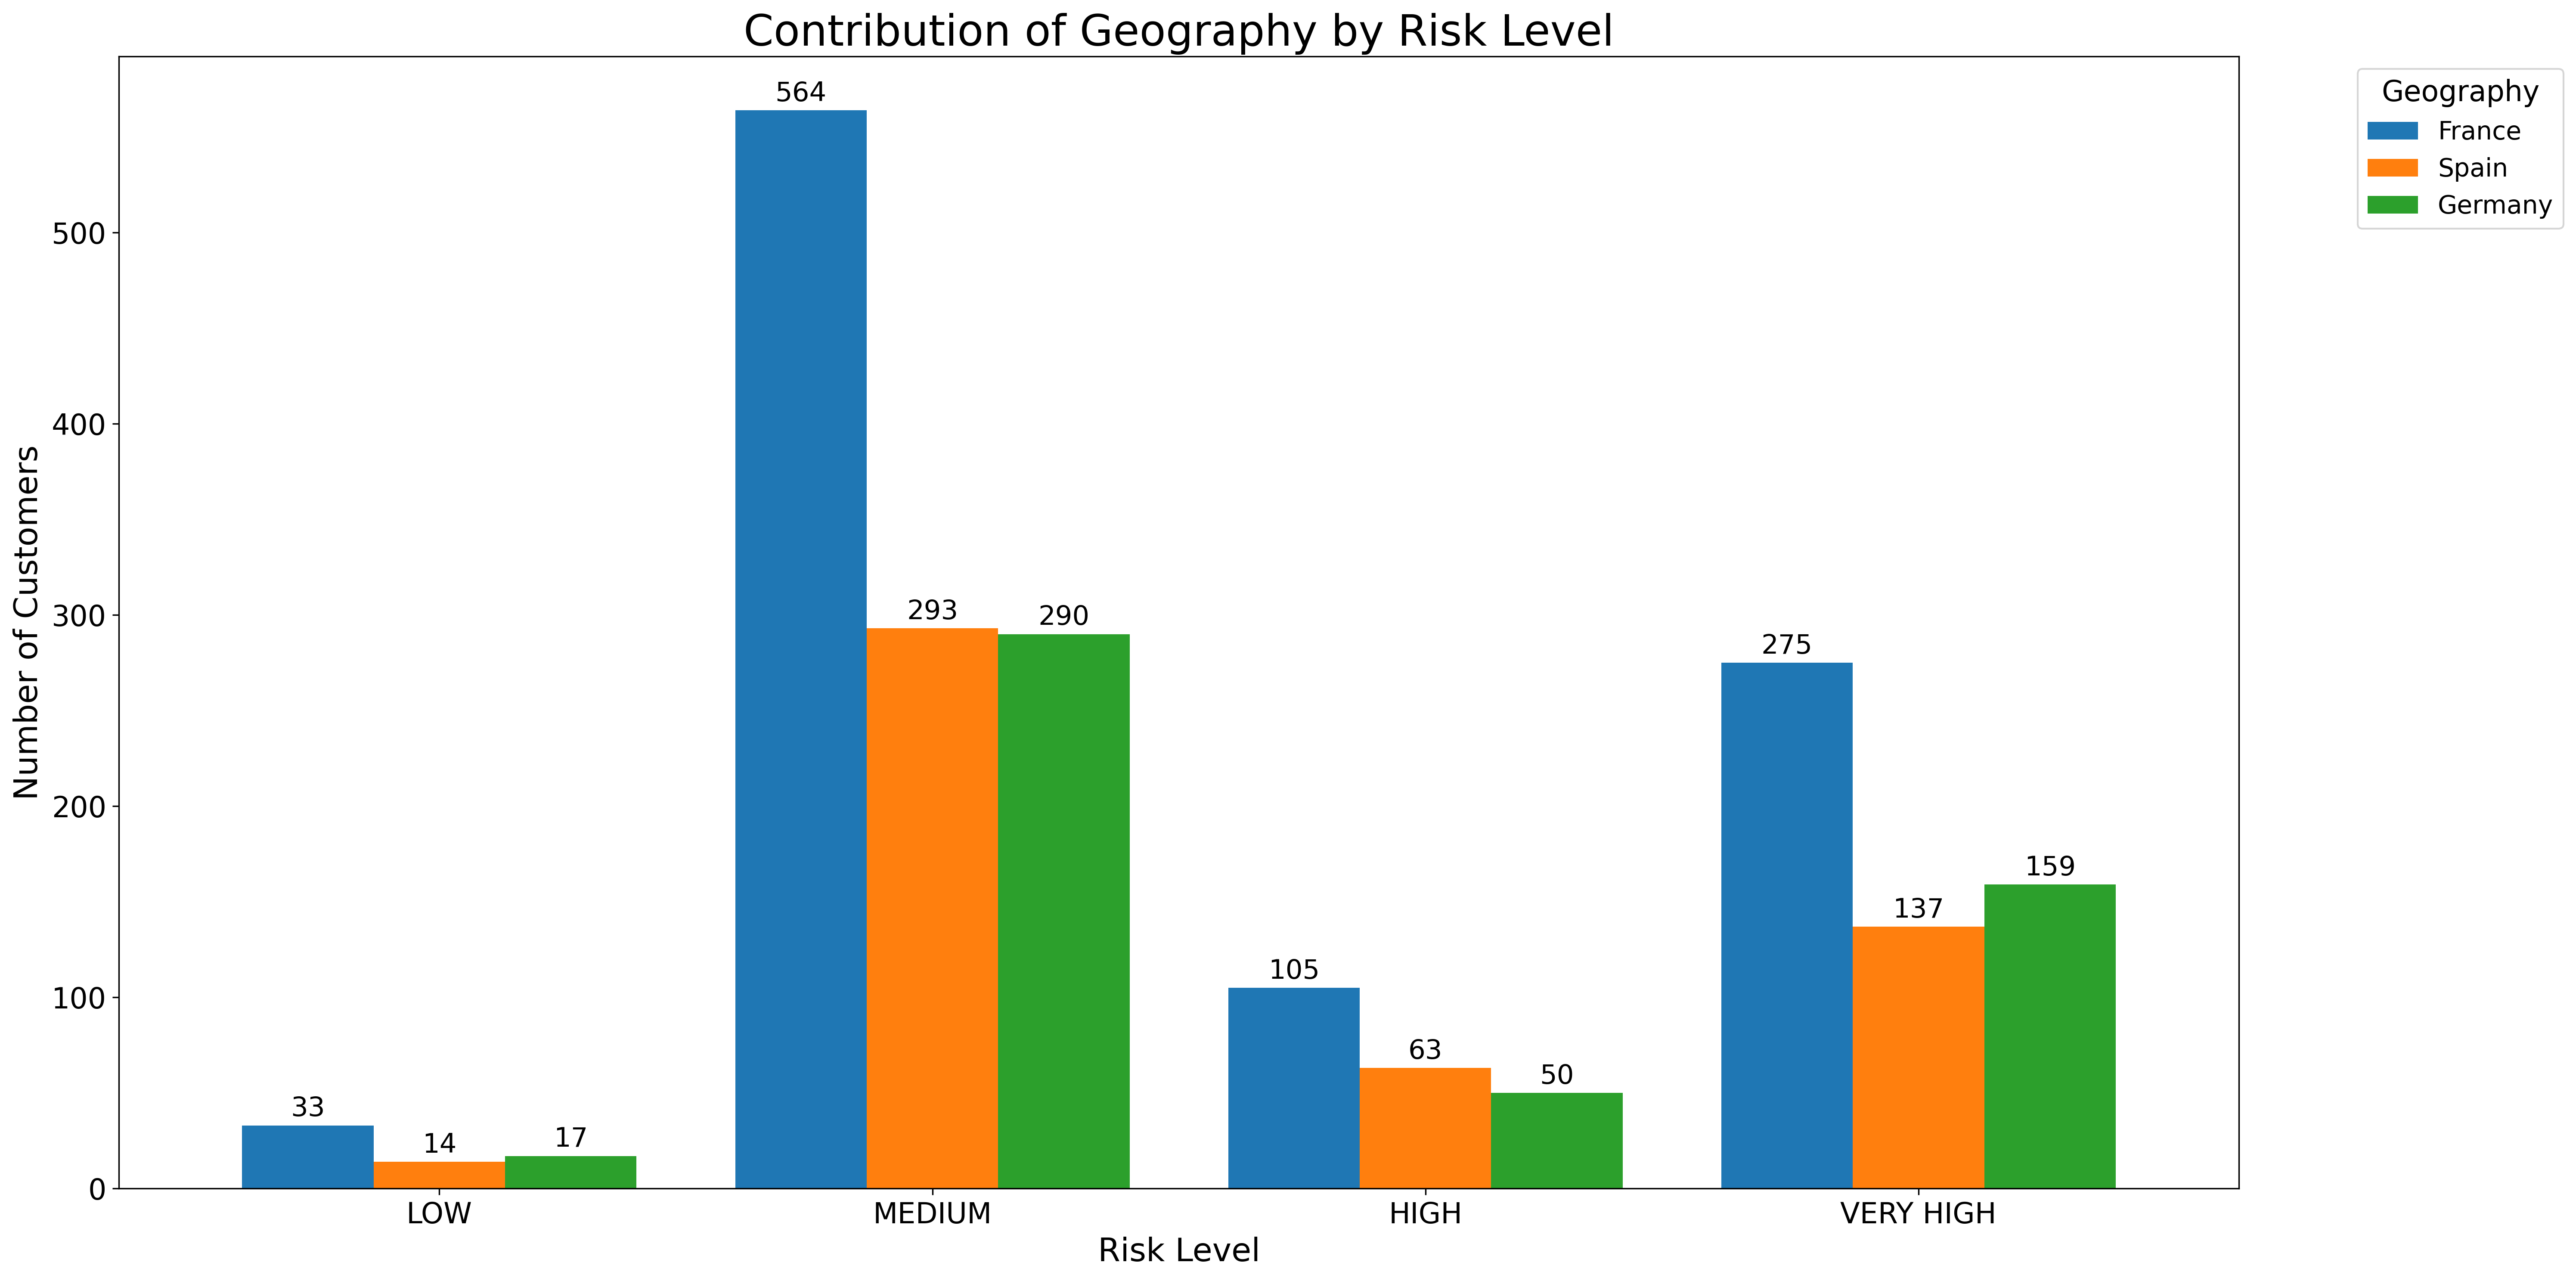 Contribution of Geography by Risk Level
Geography
France
Spain
Germany
Number of Customers
500
400
300
200
100
0
33
14
17
564
293
290
105
63
50
275
137
159
LOW
MEDIUM
HIGH
VERY HIGH
Risk Level